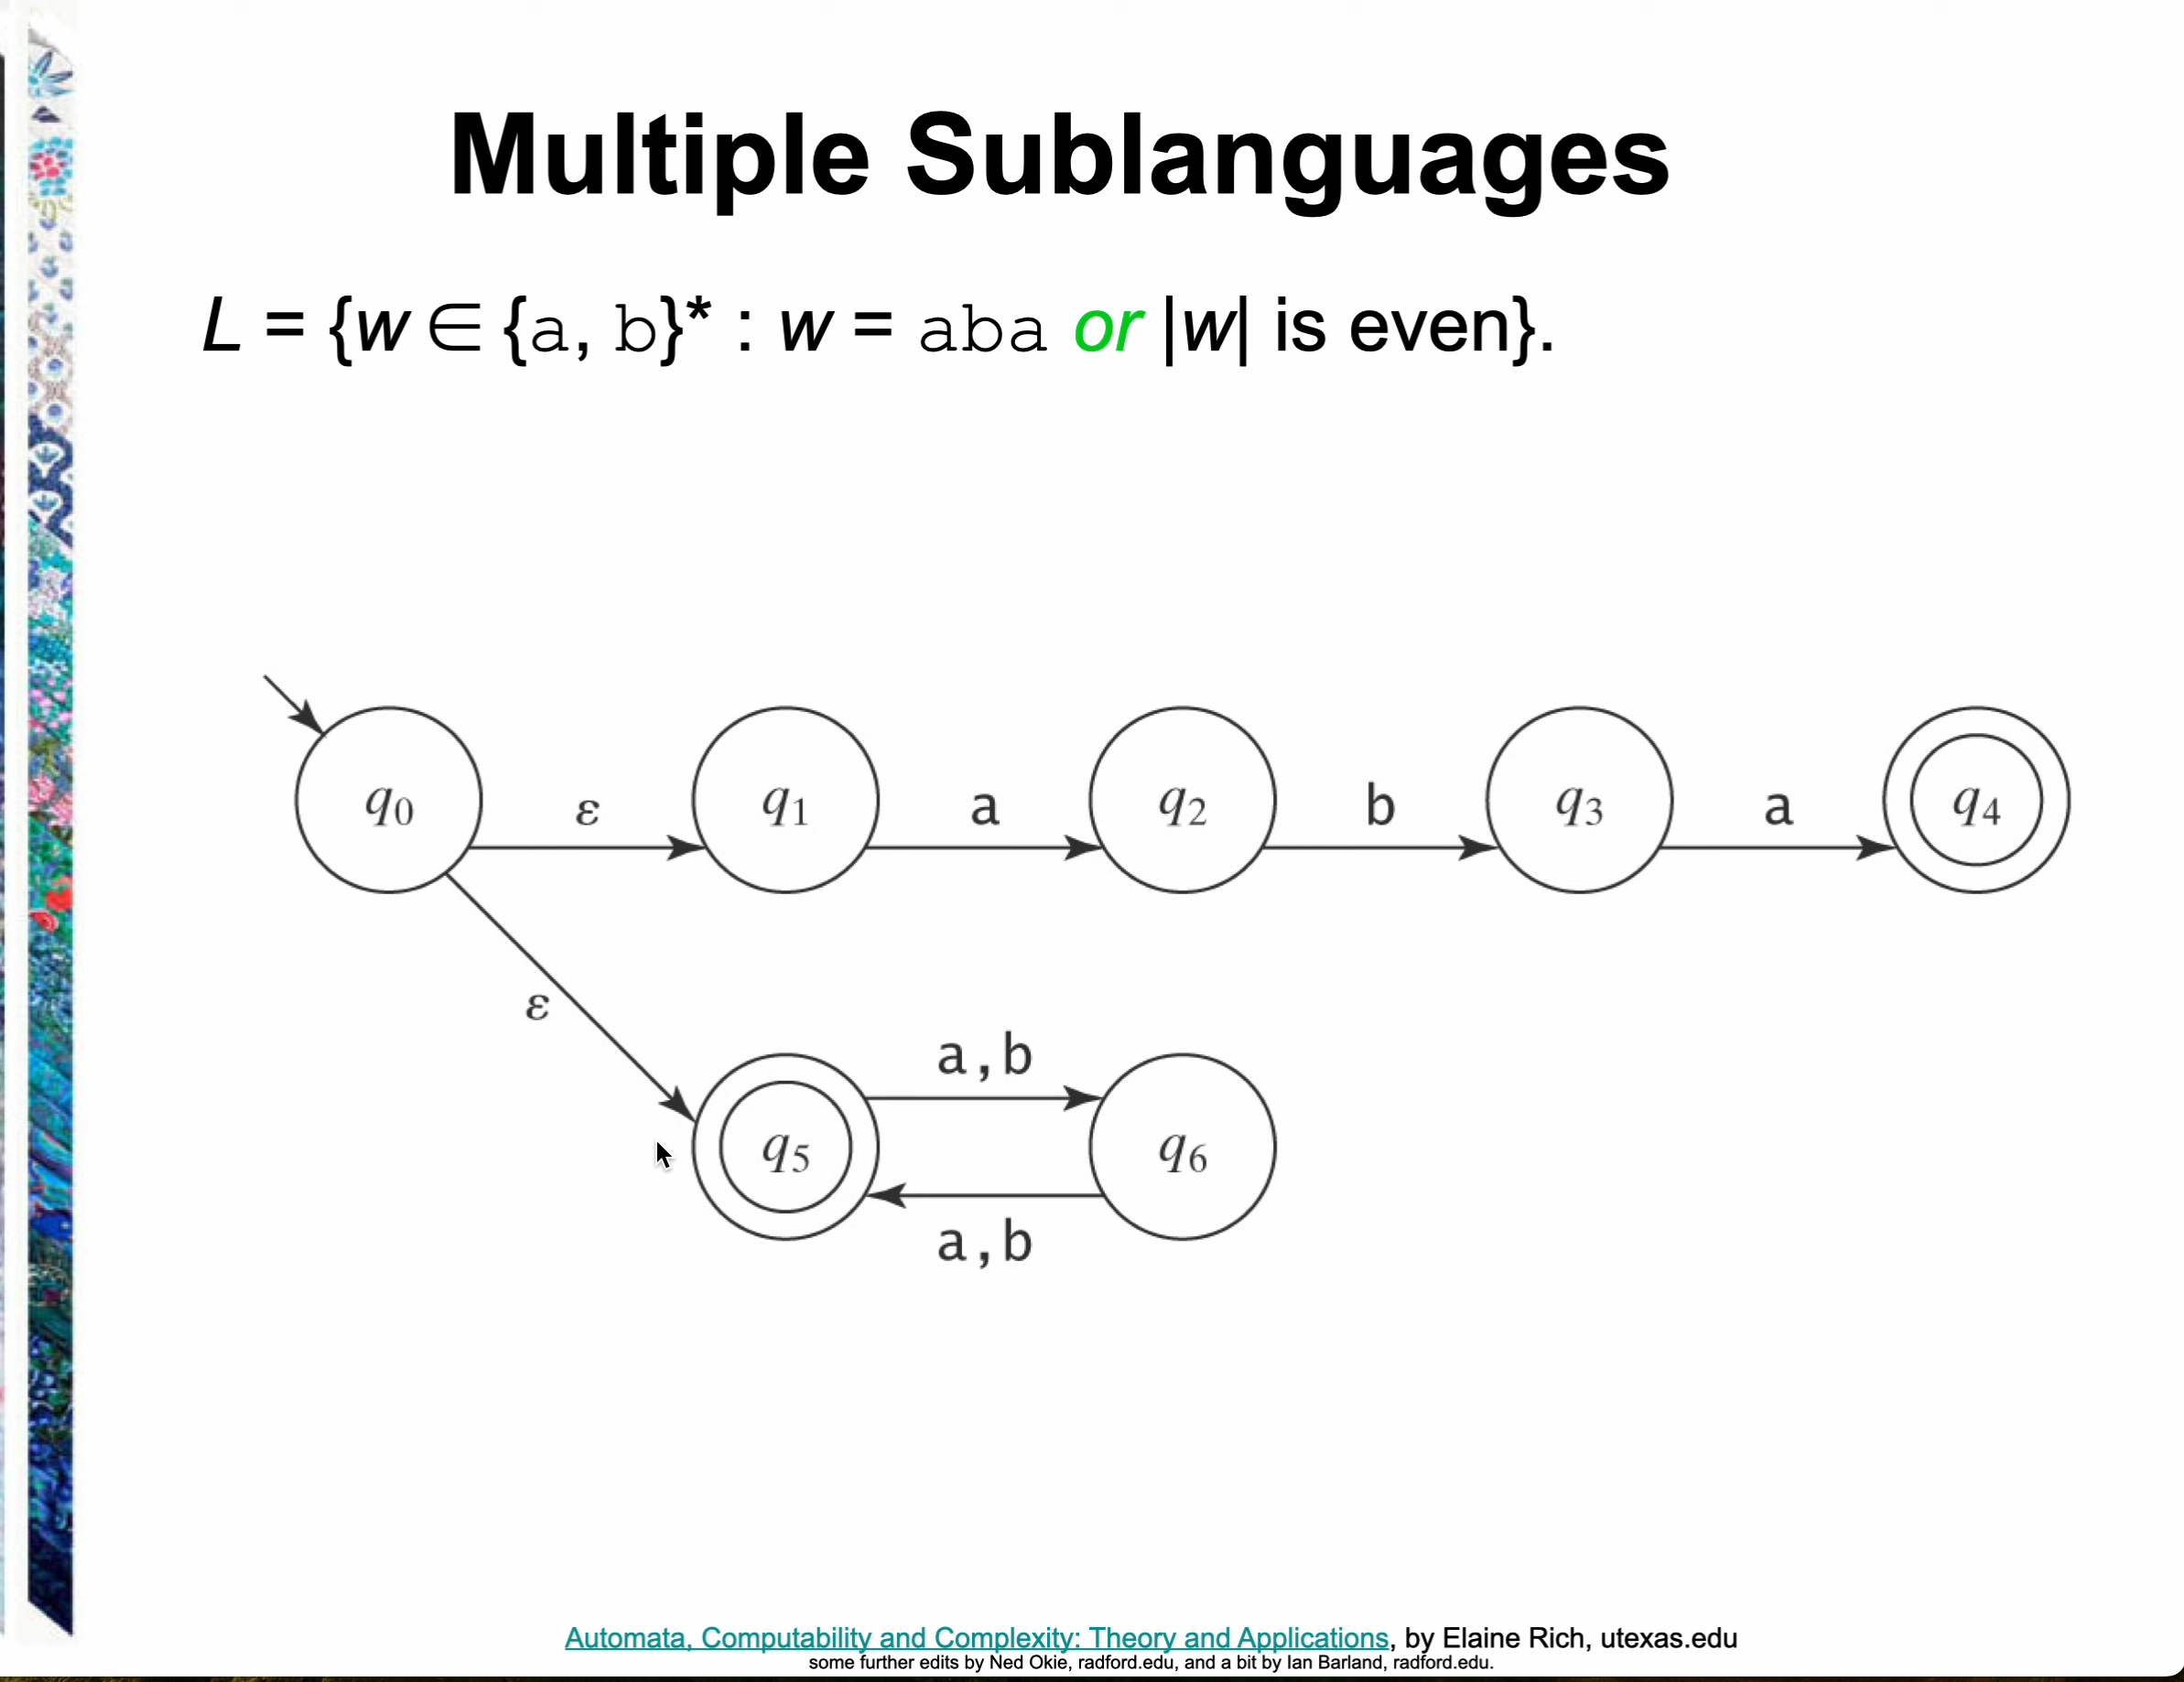 Multiple Sublanguages
L = {w ∈ {a, b}* : w = aba or |w| is even}.
q0 ε q1 a q2 b q3 a q4
ε
a,b
q5 q6
a,b
Automata, Computability and Complexity: Theory and Applications, by Elaine Rich, utexas.edu
some further edits by Ned Okie, radford.edu, and a bit by Ian Barland, radford.edu.